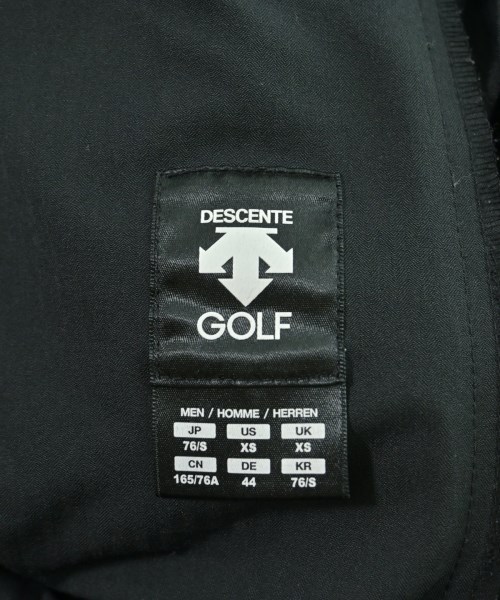 DESCENTE
GOLF
MEN / HOMME / HERREN
JP US UK
76/S XS XS
CN DE KR
165/76A 44 76/S